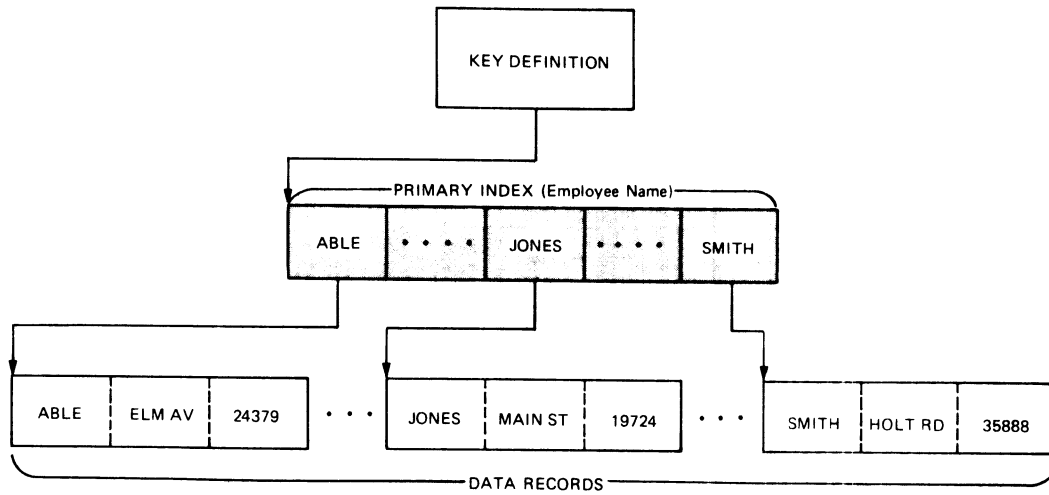 KEY DEFINITION
PRIMARY INDEX (Employee Name)
ABLE • • • • JONES • • • • SMITH
ABLE ELM AV 24379 • • • JONES MAIN ST 19724 • • • SMITH HOLT RD 35888
DATA RECORDS